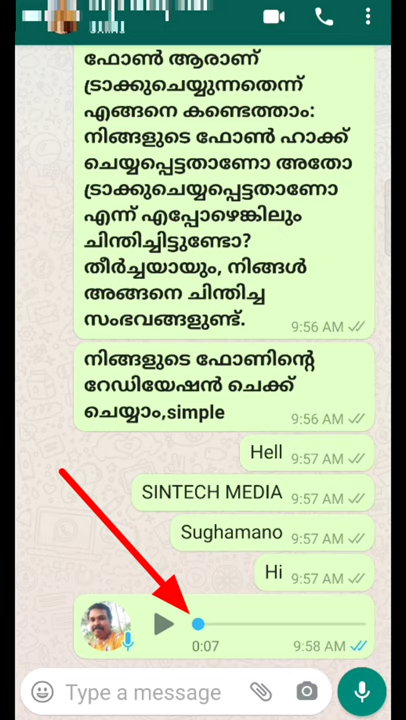 ഫോൺ ആരാണ്
ട്രാക്കുചെയ്യുന്നതെന്ന്
എങ്ങനെ കണ്ടെത്താം:
നിങ്ങളുടെ ഫോൺ ഹാക്ക്
ചെയ്യപ്പെട്ടതാണോ അതോ
ട്രാക്കുചെയ്യപ്പെട്ടതാണോ
എന്ന് എപ്പോഴെങ്കിലും
ചിന്തിച്ചിട്ടുണ്ടോ?
തീർച്ചയായും, നിങ്ങൾ
അങ്ങനെ ചിന്തിച്ച
സംഭവങ്ങളുണ്ട്.
9:56 AM
നിങ്ങളുടെ ഫോണിന്റെ
റേഡിയേഷൻ ചെക്ക്
ചെയ്യാം,simple
9:56 AM
Hell 9:57 AM
SINTECH MEDIA 9:57 AM
Sughamano 9:57 AM
Hi 9:57 AM
0:07 9:58 AM
Type a message